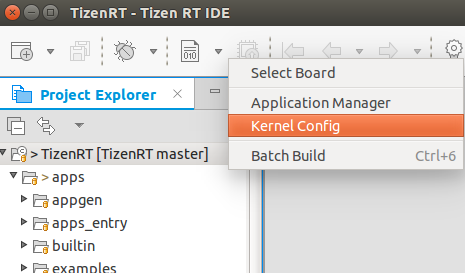 TizenRT - Tizen RT IDE
010
Select Board
Project Explorer
Application Manager
Kernel Config
> TizenRT [TizenRT master]
Batch Build Ctrl+6
> apps
appgen
apps_entry
builtin
examples